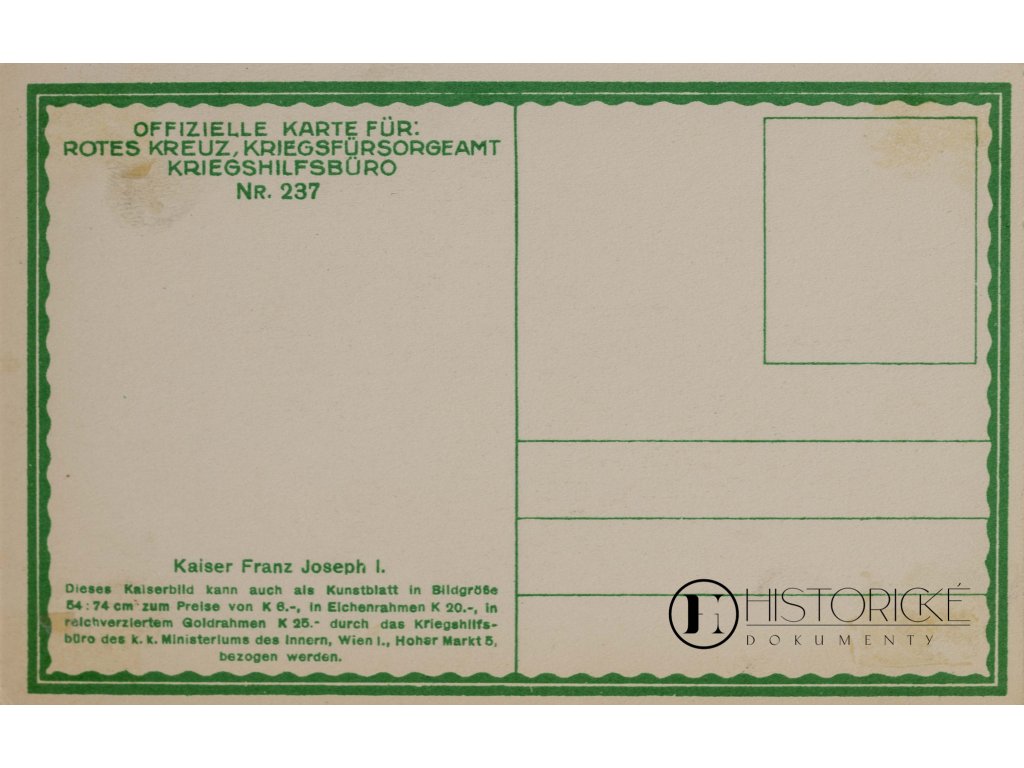 OFFIZIELLE KARTE FÜR:
ROTES KREUZ, KRIEGSFÜRSORGEAMT
KRIEGSHILFSBÜRO
NR. 237
Kaiser Franz Joseph I.
Dieses Kaiserbild kann auch als Kunstblatt in Bildgröße
54:74 cm zum Preise von K 6.-, in Eichenrahmen K 20.-, in
reichverziertem Goldrahmen K 25.- durch das Kriegshilfs-
büro des k. k. Ministeriums des Innern, Wien I., Hoher Markt 5,
bezogen werden.
HISTORICKÉ
DOKUMENTY